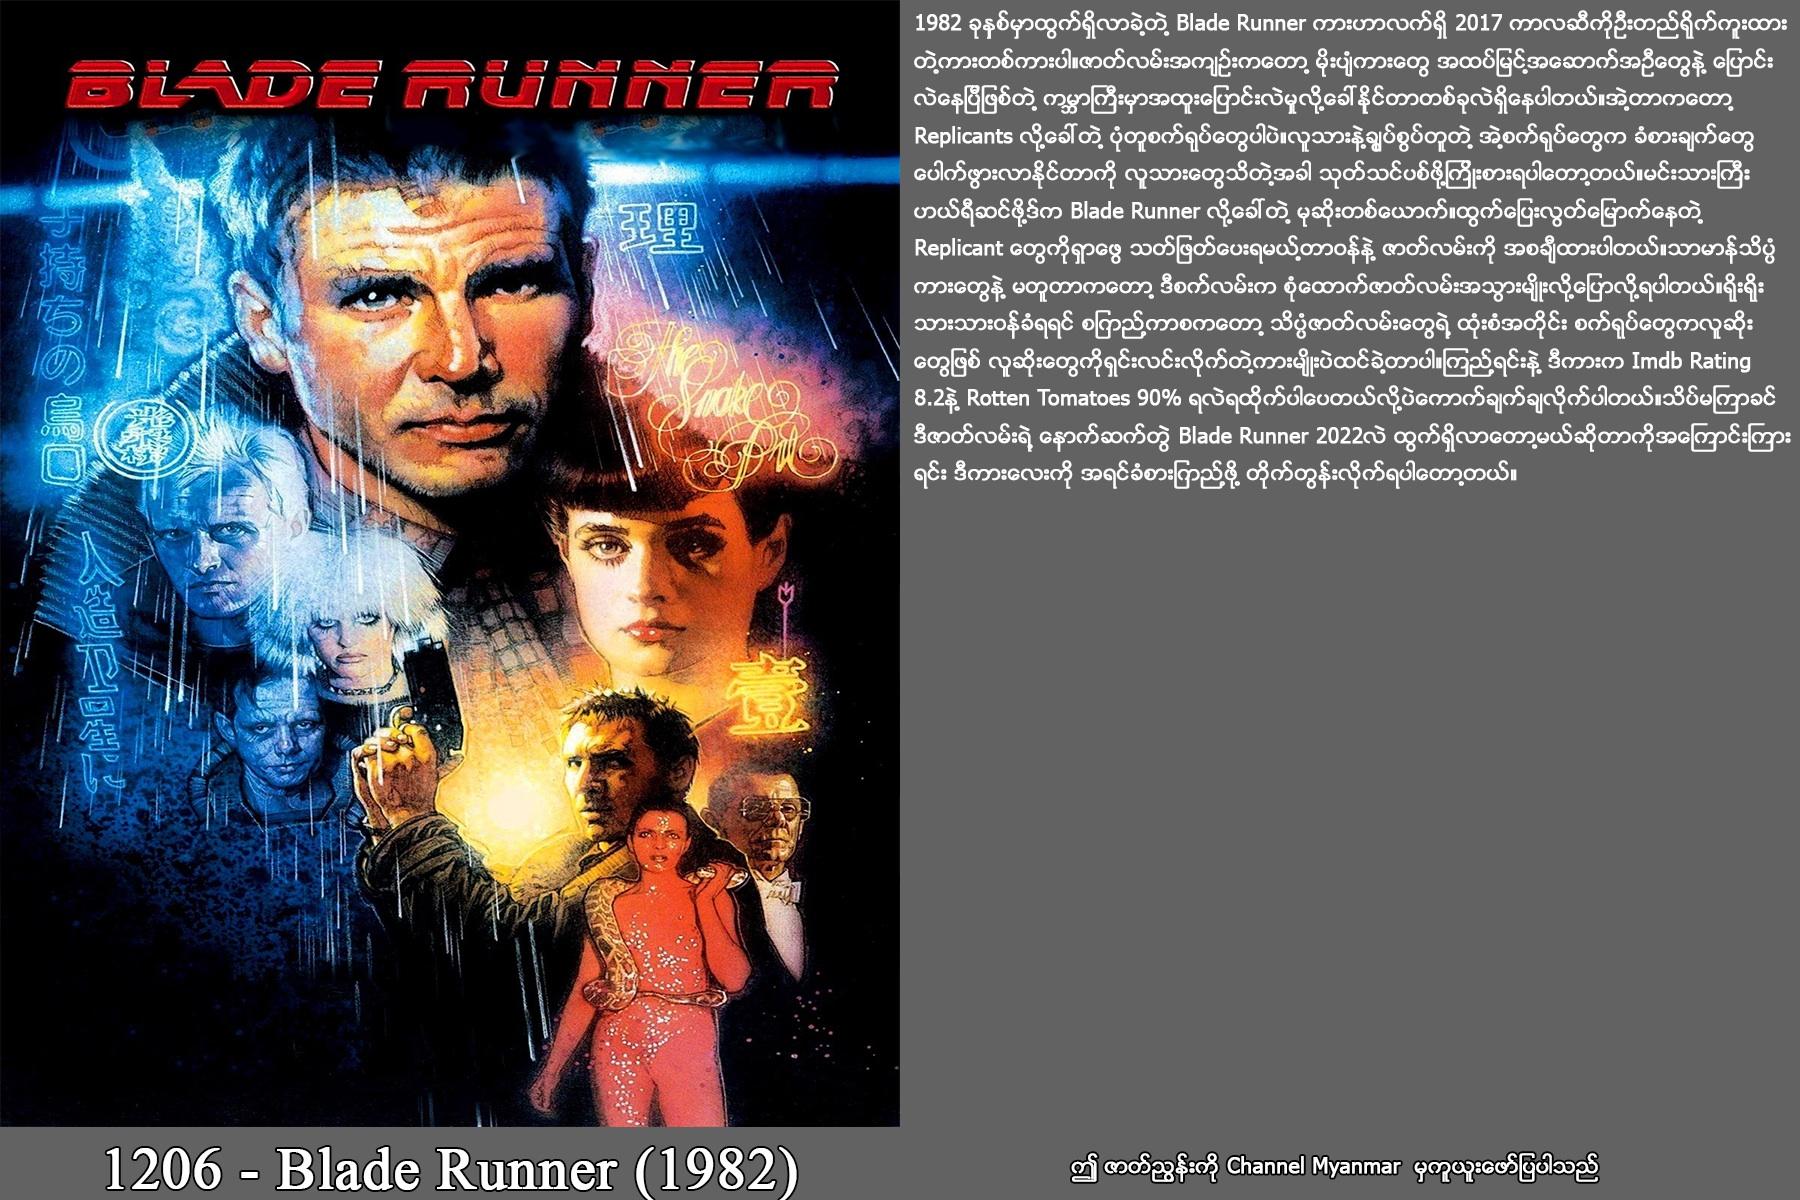 BLADE RUNNER
理
子持ちの
The
Snake
Pit
人造
壹
1206 - Blade Runner (1982)
1982 ခုနှစ်မှာထွက်ရှိလာခဲ့တဲ့ Blade Runner ကားဟာလက်ရှိ 2017 ကာလဆီကိုဦးတည်ရိုက်ကူးထား
တဲ့ကားတစ်ကားပါ။ဇာတ်လမ်းအကျဉ်းကတော့ မိုးပျံကားတွေ အထပ်မြင့်အဆောက်အဦတွေနဲ့ ပြောင်း
လဲနေပြီဖြစ်တဲ့ ကမ္ဘာကြီးမှာအထူးပြောင်းလဲမှုလို့ခေါ်နိုင်တာတစ်ခုလဲရှိနေပါတယ်။အဲ့တာကတော့
Replicants လို့ခေါ်တဲ့ ပုံတူစက်ရုပ်တွေပါပဲ။လူသားနဲ့ချွပ်စွပ်တူတဲ့ အဲ့စက်ရုပ်တွေက ခံစားချက်တွေ
ပေါက်ဖွားလာနိုင်တာကို လူသားတွေသိတဲ့အခါ သုတ်သင်ပစ်ဖို့ကြိုးစားရပါတော့တယ်။မင်းသားကြီး
ဟယ်ရီဆင်ဖို့ဒ်က Blade Runner လို့ခေါ်တဲ့ မုဆိုးတစ်ယောက်။ထွက်ပြေးလွတ်မြောက်နေတဲ့
Replicant တွေကိုရှာဖွေ သတ်ဖြတ်ပေးရမယ့်တာဝန်နဲ့ ဇာတ်လမ်းကို အစချီထားပါတယ်။သာမာန်သိပ္ပံ
ကားတွေနဲ့ မတူတာကတော့ ဒီစက်လမ်းက စုံထောက်ဇာတ်လမ်းအသွားမျိုးလို့ပြောလို့ရပါတယ်။ရိုးရိုး
သားသားဝန်ခံရရင် စကြည့်ကာစကတော့ သိပ္ပံဇာတ်လမ်းတွေရဲ့ ထုံးစံအတိုင်း စက်ရုပ်တွေကလူဆိုး
တွေဖြစ် လူဆိုးတွေကိုရှင်းလင်းလိုက်တဲ့ကားမျိုးပဲထင်ခဲ့တာပါ။ကြည့်ရင်းနဲ့ ဒီကားက Imdb Rating
8.2နဲ့ Rotten Tomatoes 90% ရလဲရထိုက်ပါပေတယ်လို့ပဲကောက်ချက်ချလိုက်ပါတယ်။သိပ်မကြာခင်
ဒီဇာတ်လမ်းရဲ့ နောက်ဆက်တွဲ Blade Runner 2022လဲ ထွက်ရှိလာတော့မယ်ဆိုတာကိုအကြောင်းကြား
ရင်း ဒီကားလေးကို အရင်ခံစားကြည့်ဖို့ တိုက်တွန်းလိုက်ရပါတော့တယ်။
ဤ ဇာတ်ညွှန်းကို Channel Myanmar မှကူယူးဖော်ပြပါသည်